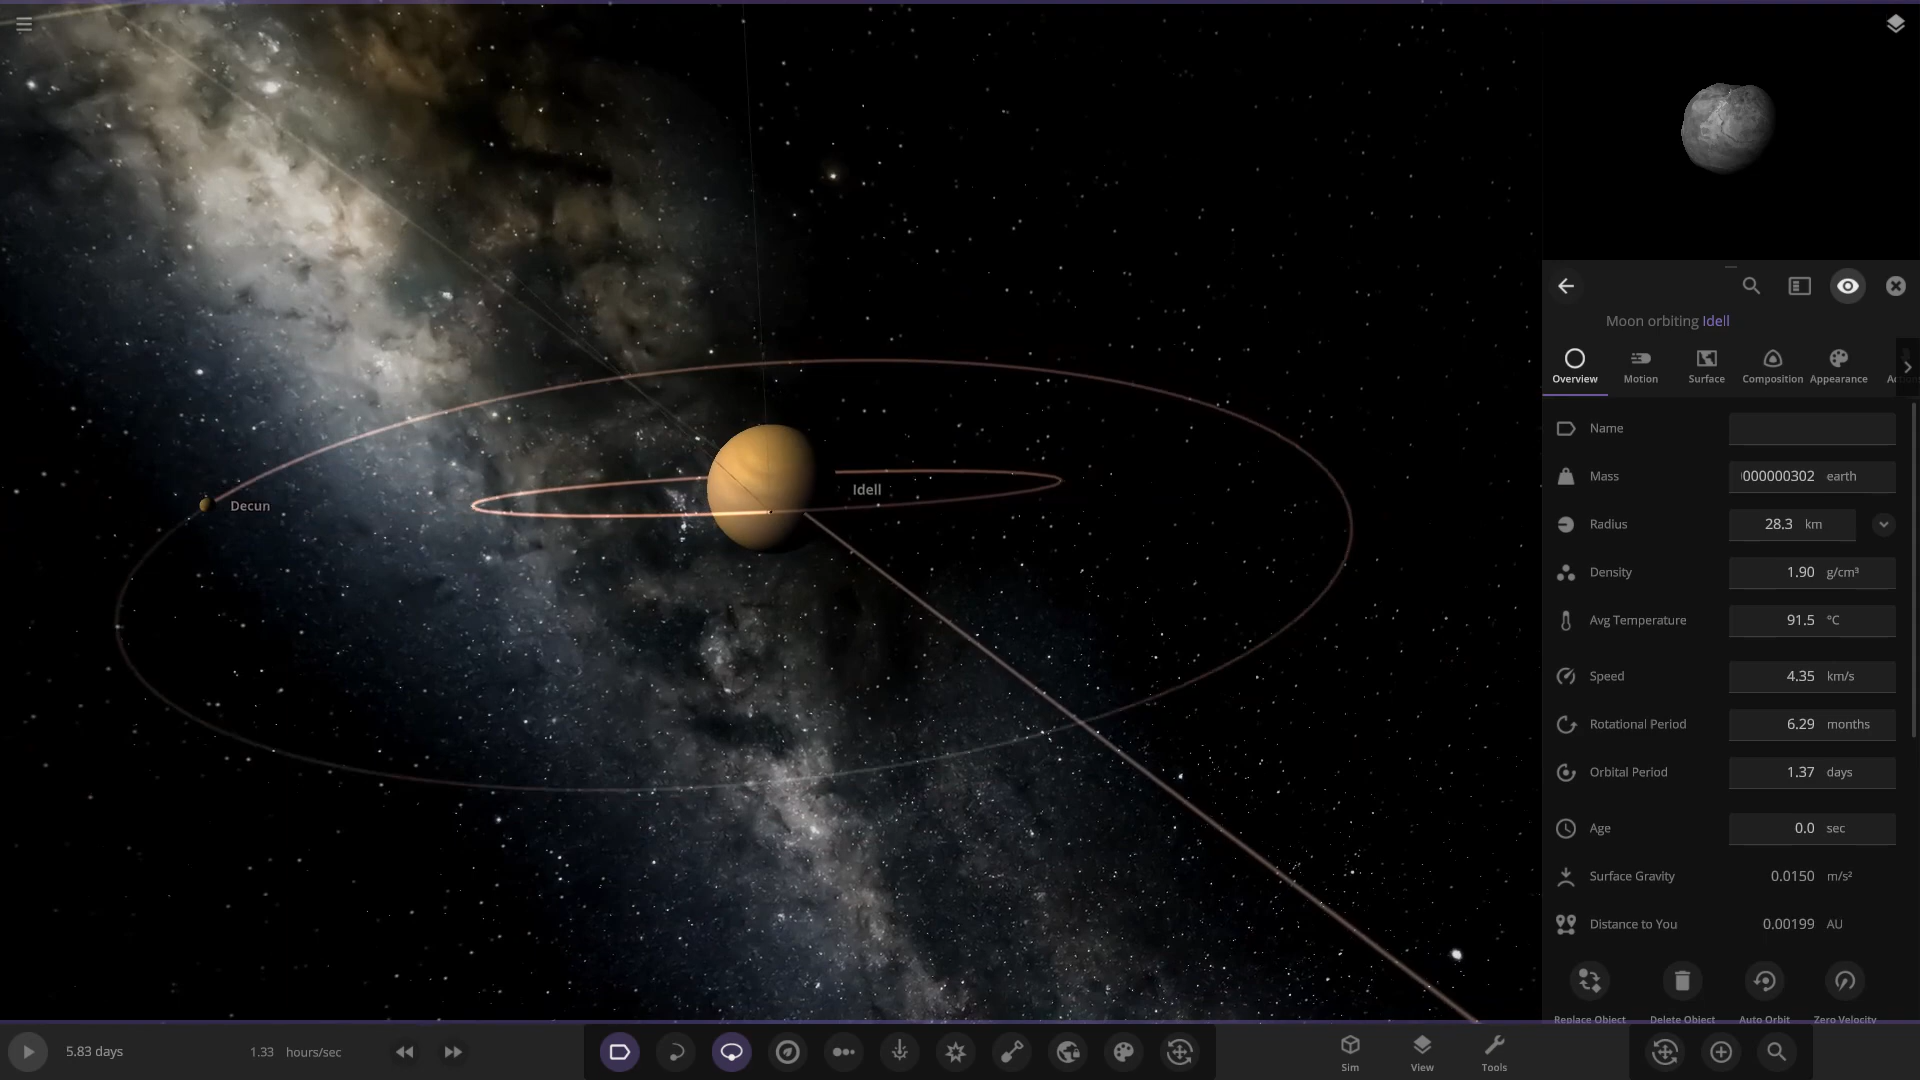 Moon orbiting Idell
Overview
Motion
Surface
Composition
Appearance
Name
Mass 000000302 earth
Radius 28.3 km
Density 1.90 g/cm³
Avg Temperature 91.5 °C
Speed 4.35 km/s
Rotational Period 6.29 months
Orbital Period 1.37 days
Age 0.0 sec
Surface Gravity 0.0150 m/s²
Distance to You 0.00199 AU
Replace Object
Delete Object
Auto Orbit
Zero Velocity
Idell
Decun
5.83 days
1.33 hours/sec
Sim
View
Tools